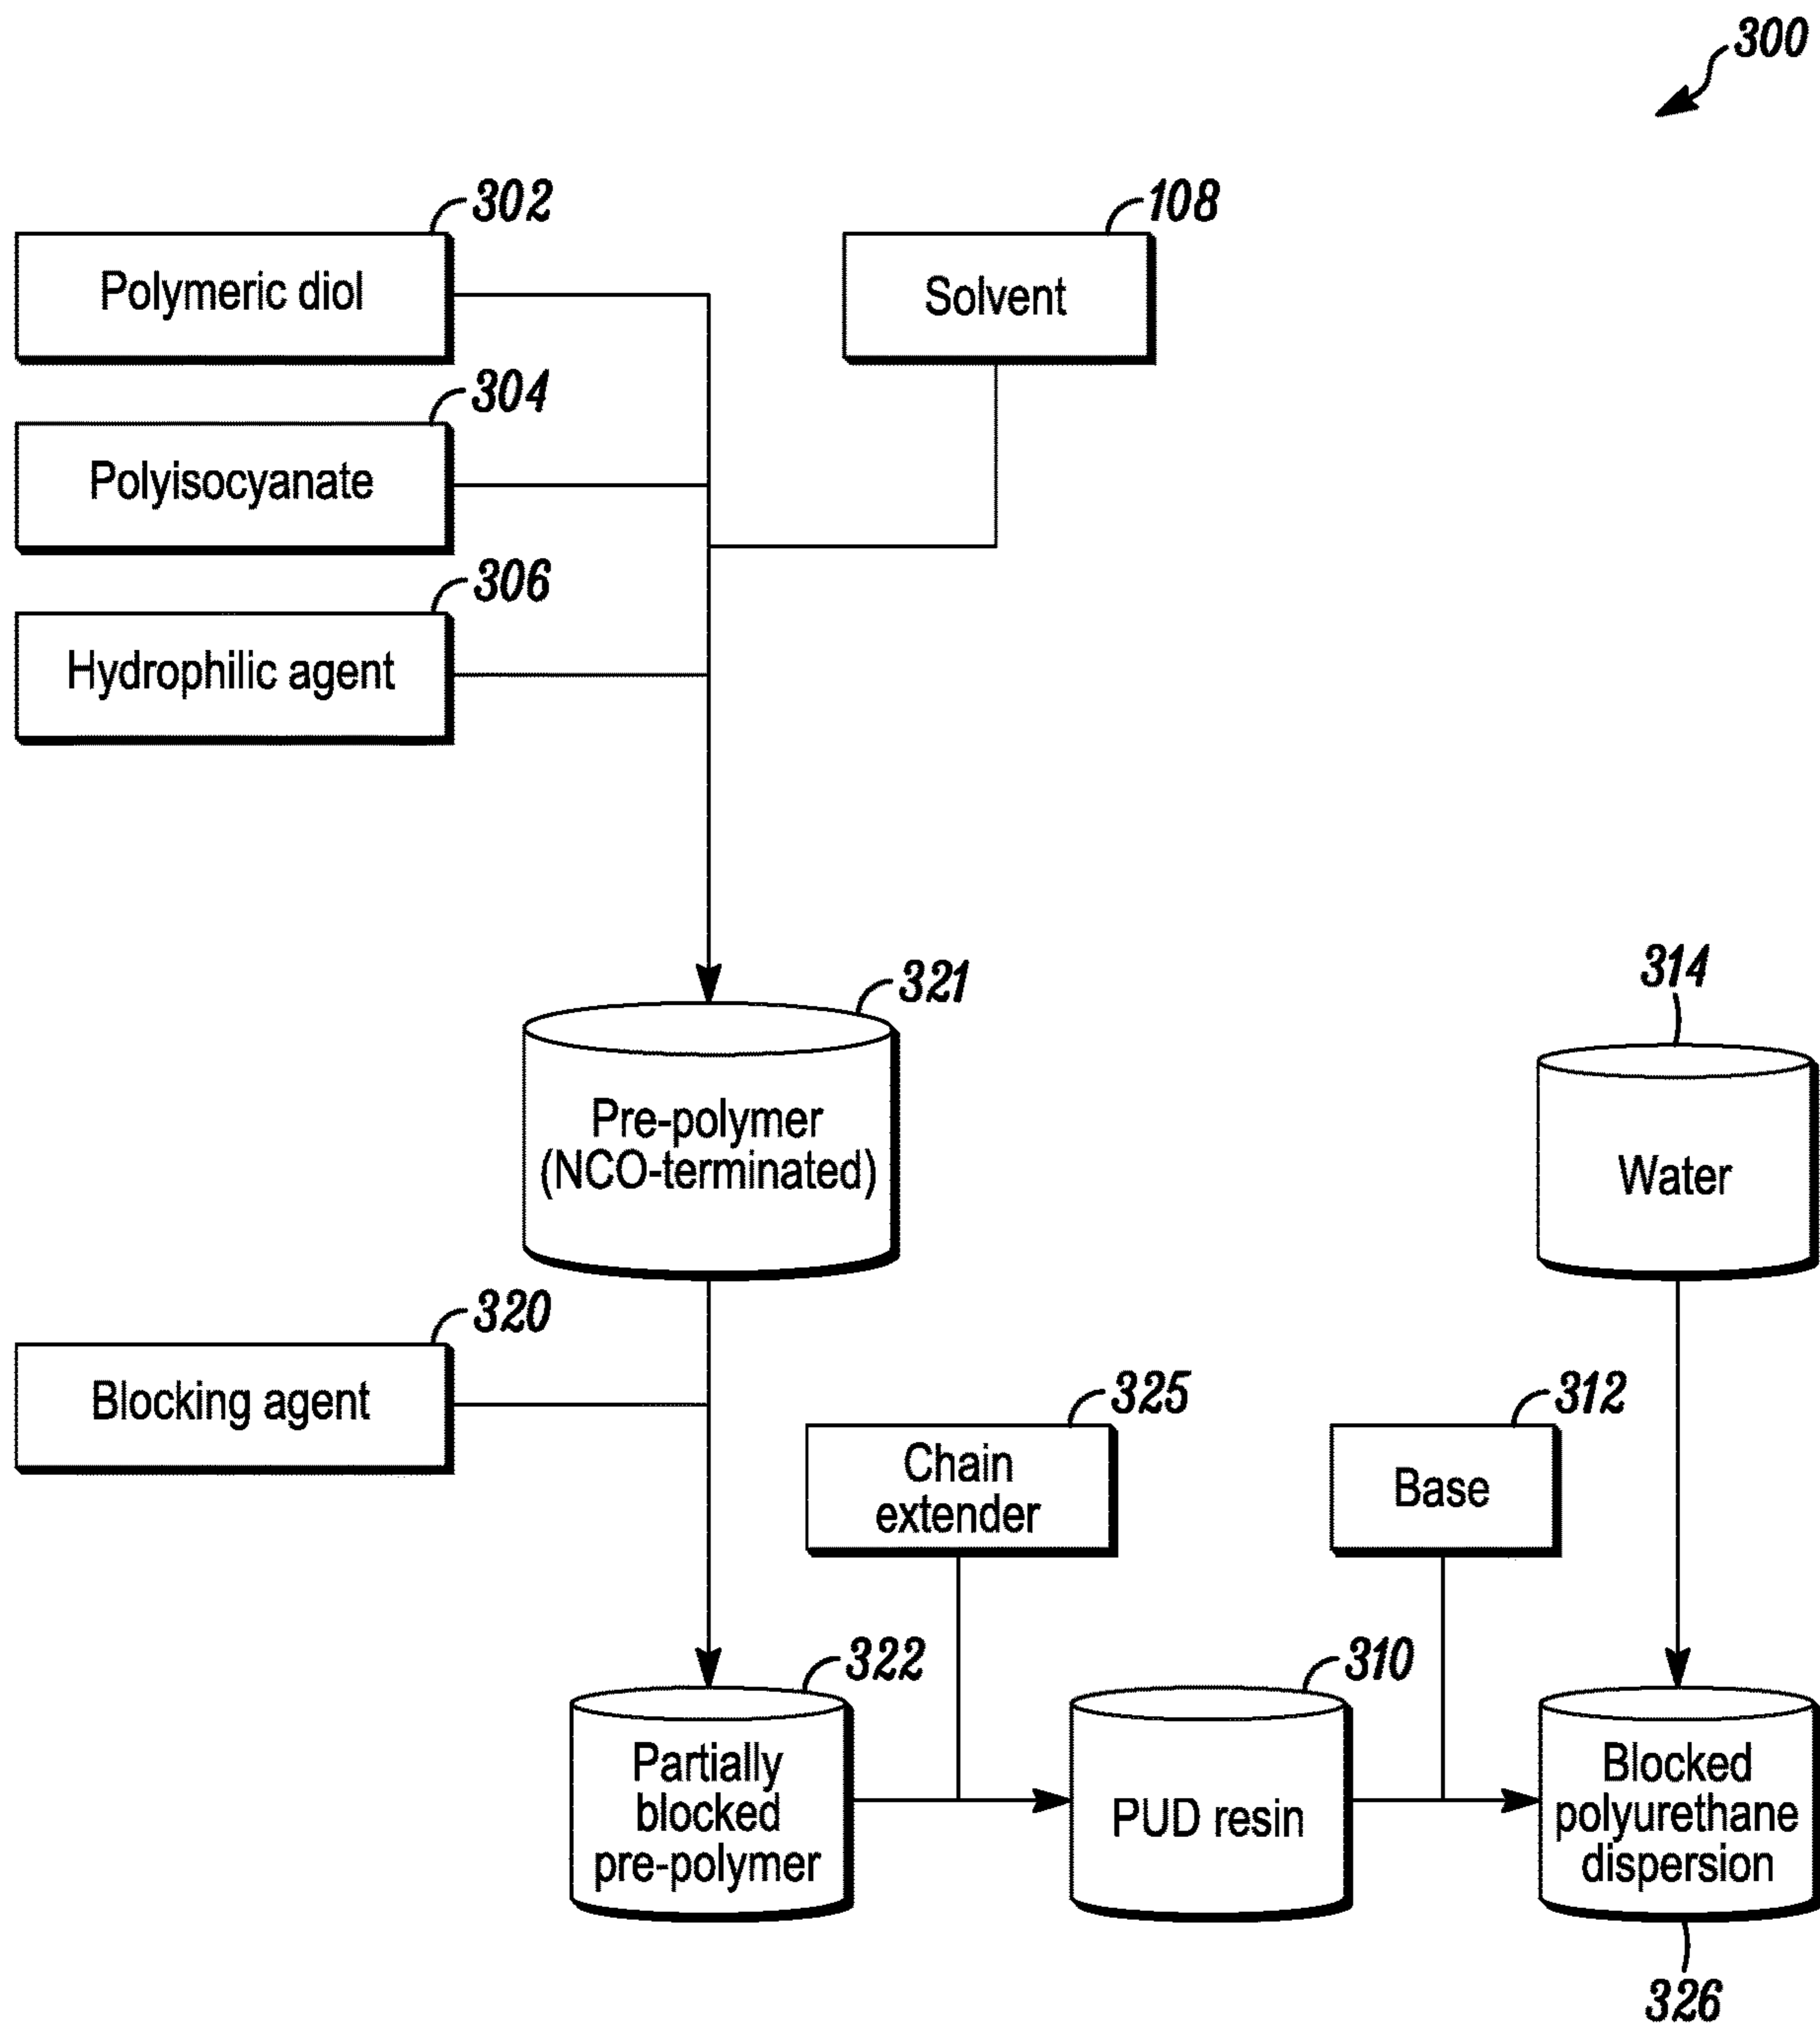 300
302
108
Polymeric diol
Solvent
304
Polyisocyanate
306
Hydrophilic agent
321
314
Pre-polymer
(NCO-terminated)
Water
320
Blocking agent
325
312
Chain
extender
Base
322
310
Partially
blocked
pre-polymer
PUD resin
Blocked
polyurethane
dispersion
326